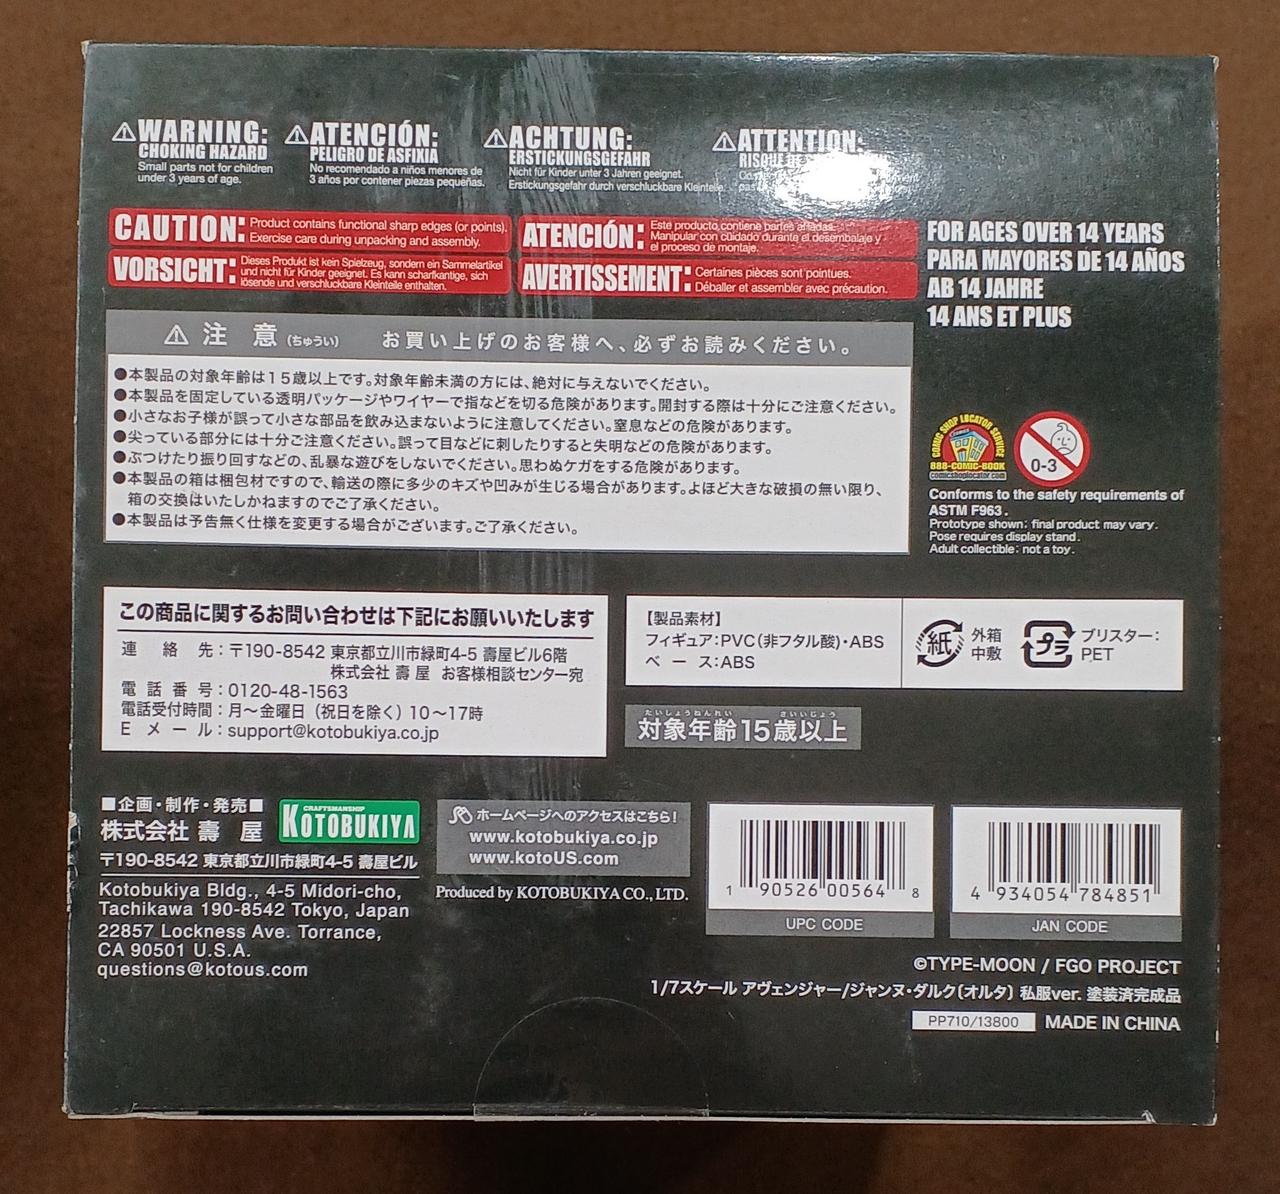 ⚠WARNING:
CHOKING HAZARD
Small parts not for children
under 3 years of age.
⚠ATENCIÓN:
PELIGRO DE ASFIXIA
No recomendado a niños menores de
3 años por contener piezas pequeñas.
⚠ACHTUNG:
ERSTICKUNGSGEFAHR
Nicht für Kinder unter 3 Jahren geeignet.
Erstickungsgefahr durch verschluckbare Kleinteile.
⚠ATTENTION:
RISQUE
CAUTION:
Product contains functional sharp edges (or points).
Exercise care during unpacking and assembly.
ATENCIÓN:
Este producto contiene partes afiladas.
Manipular con cuidado durante el desembalaje y
el proceso de montaje.
VORSICHT:
Dieses Produkt ist kein Spielzeug, sondern ein Sammelartikel
und nicht für Kinder geeignet. Es kann scharfkantige, sich
lösende und verschluckbare Kleinteile enthalten.
AVERTISSEMENT:
Certaines pièces sont pointues.
Déballer et assembler avec précaution.
FOR AGES OVER 14 YEARS
PARA MAYORES DE 14 AÑOS
AB 14 JAHRE
14 ANS ET PLUS
⚠注 意(ちゅうい) お買い上げのお客様へ、必ずお読みください。
●本製品の対象年齢は15歳以上です。対象年齢未満の方には、絶対に与えないでください。
●本製品を固定している透明パッケージやワイヤーで指などを切る危険があります。開封する際は十分にご注意ください。
●小さなお子様が誤って小さな部品を飲み込まないように注意してください。窒息などの危険があります。
●尖っている部分には十分ご注意ください。誤って目などに刺したりすると失明などの危険があります。
●ぶつけたり振り回すなどの、乱暴な遊びをしないでください。思わぬケガをする危険があります。
●本製品の箱は梱包材ですので、輸送の際に多少のキズや凹みが生じる場合があります。よほど大きな破損の無い限り、
箱の交換はいたしかねますのでご了承ください。
●本製品は予告無く仕様を変更する場合がございます。ご了承ください。
COMIC SHOP LOCATOR SERVICE
COMICS
888-COMIC-BOOK
comicshoplocator.com
0-3
Conforms to the safety requirements of
ASTM F963.
Prototype shown; final product may vary.
Pose requires display stand.
Adult collectible: not a toy.
この商品に関するお問い合わせは下記にお願いいたします
連 絡 先:〒190-8542 東京都立川市緑町4-5 壽屋ビル6階
株式会社 壽 屋 お客様相談センター宛
電 話 番 号:0120-48-1563
電話受付時間:月〜金曜日(祝日を除く)10〜17時
E メ ー ル:support@kotobukiya.co.jp
【製品素材】
フィギュア:PVC(非フタル酸)・ABS
ベ ー ス:ABS
紙
外箱
中敷
プラ
ブリスター:
PET
たいしょうねんれい さいいじょう
対象年齢15歳以上
■企画・制作・発売■
株式会社 壽 屋
CRAFTSMANSHIP
KOTOBUKIYA
〒190-8542 東京都立川市緑町4-5 壽屋ビル
Kotobukiya Bldg., 4-5 Midori-cho,
Tachikawa 190-8542 Tokyo, Japan
22857 Lockness Ave. Torrance,
CA 90501 U.S.A.
questions@kotous.com
ホームページへのアクセスはこちら!
www.kotobukiya.co.jp
www.kotoUS.com
Produced by KOTOBUKIYA CO., LTD.
1 90526 00564 8
UPC CODE
4 934054 784851
JAN CODE
©TYPE-MOON / FGO PROJECT
1/7スケール アヴェンジャー/ジャンヌ・ダルク〔オルタ〕 私服ver. 塗装済完成品
PP710/13800
MADE IN CHINA